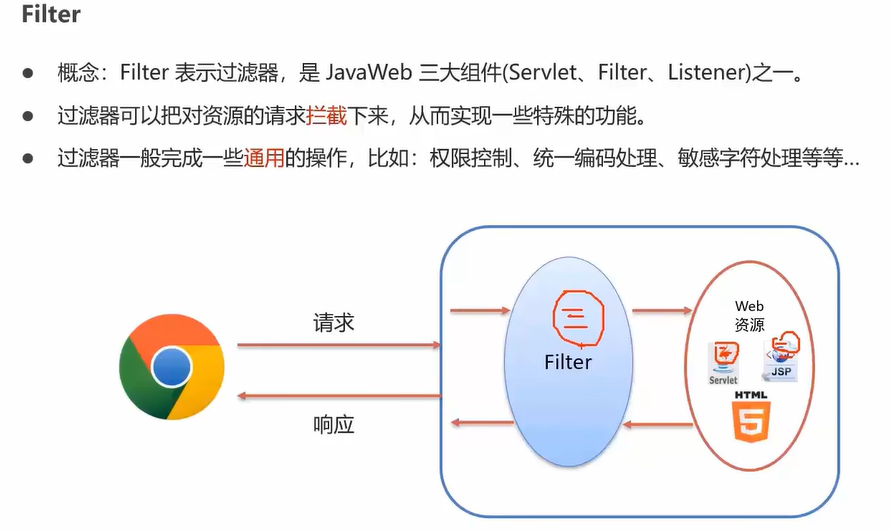 Filter
● 概念：Filter 表示过滤器，是 JavaWeb 三大组件(Servlet、Filter、Listener)之一。
● 过滤器可以把对资源的请求拦截下来，从而实现一些特殊的功能。
● 过滤器一般完成一些通用的操作，比如：权限控制、统一编码处理、敏感字符处理等等...
请求
响应
Filter
Web
资源
Servlet
JSP
HTML
5